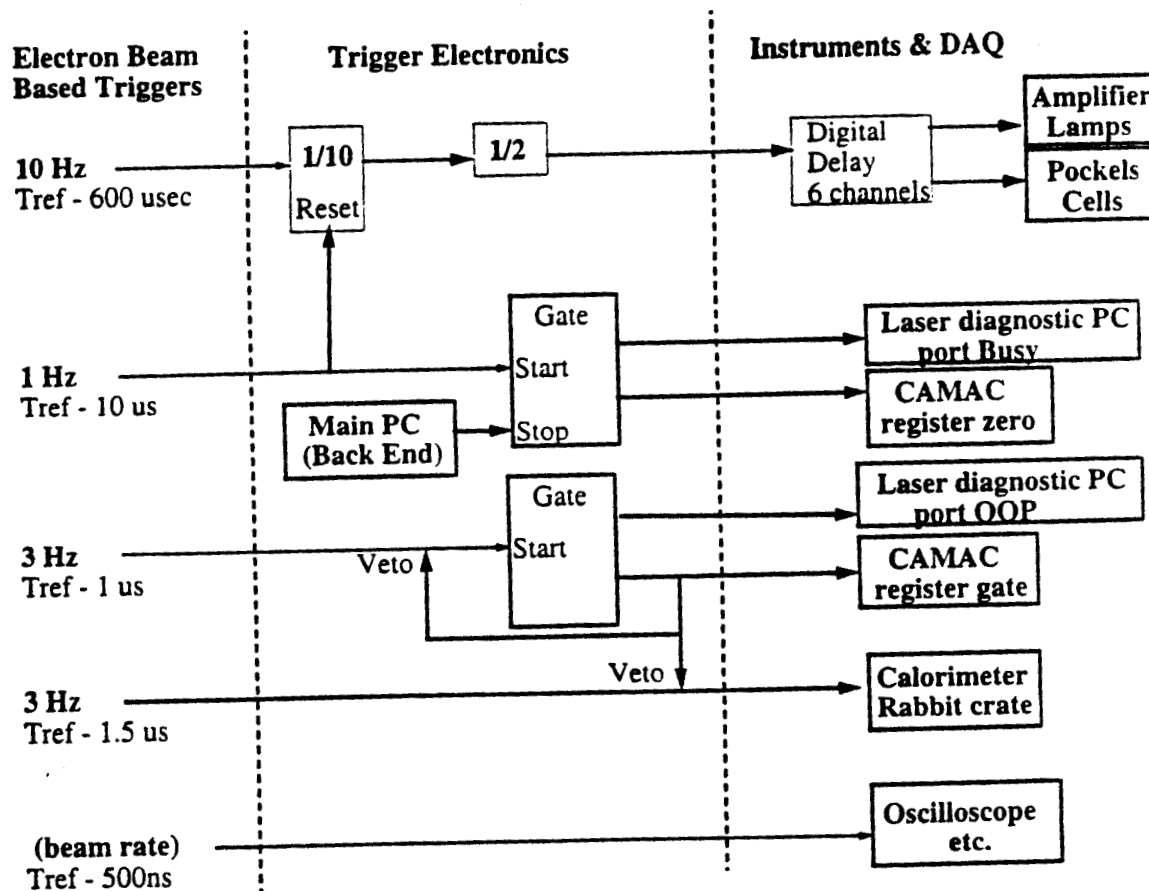 Electron Beam
Based Triggers
Trigger Electronics
Instruments & DAQ
10 Hz
Tref - 600 usec
1/10
Reset
1/2
Digital
Delay
6 channels
Amplifier
Lamps
Pockels
Cells
1 Hz
Tref - 10 us
Gate
Start
Stop
Main PC
(Back End)
Laser diagnostic PC
port Busy
CAMAC
register zero
3 Hz
Tref - 1 us
Veto
Gate
Start
Laser diagnostic PC
port OOP
CAMAC
register gate
3 Hz
Tref - 1.5 us
Veto
Calorimeter
Rabbit crate
(beam rate)
Tref - 500ns
Oscilloscope
etc.